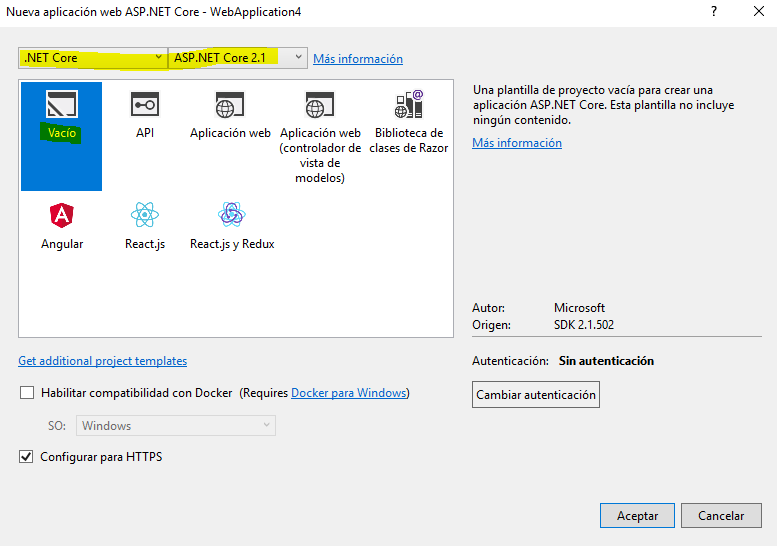 Nueva aplicación web ASP.NET Core - WebApplication4
?
.NET Core
ASP.NET Core 2.1
Más información
Vacío
API
Aplicación web
Aplicación web
(controlador de
vista de
modelos)
Biblioteca de
clases de Razor
Angular
React.js
React.js y Redux
Una plantilla de proyecto vacía para crear una
aplicación ASP.NET Core. Esta plantilla no incluye
ningún contenido.
Más información
Autor: Microsoft
Origen: SDK 2.1.502
Get additional project templates
Autenticación: Sin autenticación
Habilitar compatibilidad con Docker (Requires Docker para Windows)
Cambiar autenticación
SO: Windows
Configurar para HTTPS
Aceptar
Cancelar